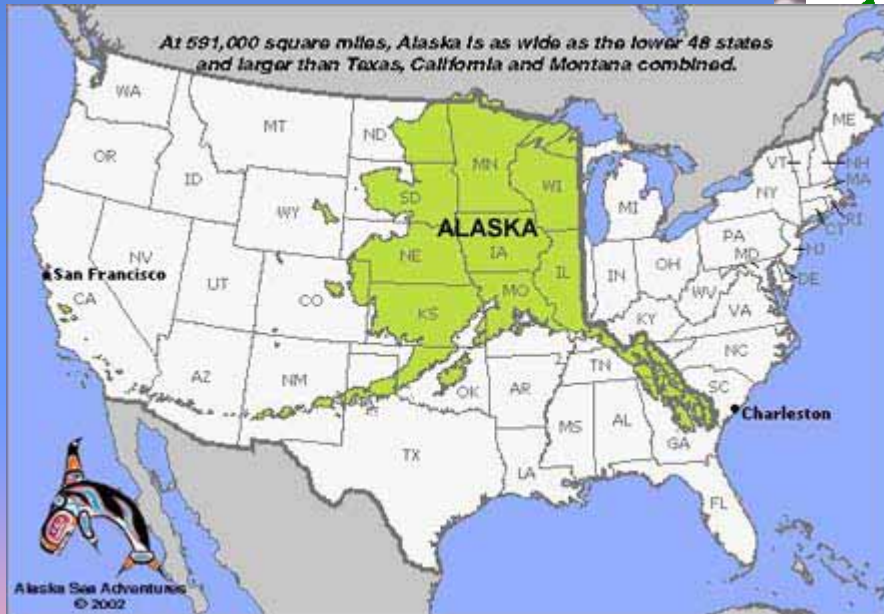 At 591,000 square miles, Alaska is as wide as the lower 48 states
and larger than Texas, California and Montana combined.
WA
MT
ND
ME
OR
ID
MN
VT
NH
MA
SD
WI
NY
WY
MI
RI
CT
ALASKA
IA
PA
NJ
NV
NE
MD
San Francisco
UT
IL
IN
OH
DE
CA
CO
MO
WV
VA
KS
KY
NC
AZ
NM
OK
AR
TN
SC
Charleston
MS
AL
GA
TX
LA
FL
Alaska Sea Adventures
© 2002